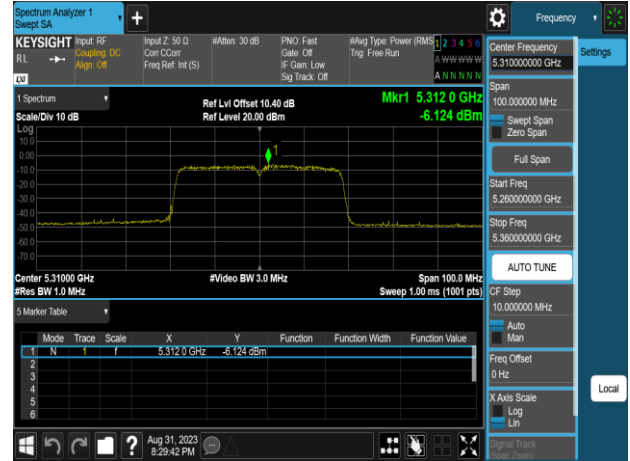 Spectrum Analyzer 1
Swept SA
+
Frequency
KEYSIGHT
Input: RF
Input Z: 50 Ω
#Atten: 30 dB
PNO: Fast
#Avg Type: Power (RMS)
1 2 3 4 5 6
RL
Coupling: DC
Corr CCorr
Gate: Off
Trig: Free Run
A W W W W W
Align: Off
Freq Ref: Int (S)
IF Gain: Low
Sig Track: Off
A N N N N N
LXI
1 Spectrum
Ref Lvl Offset 10.40 dB
Mkr1 5.312 0 GHz
Scale/Div 10 dB
Ref Level 20.00 dBm
-6.124 dBm
Log
10.0
0.00
-10.0
-20.0
-30.0
-40.0
-50.0
-60.0
-70.0
1
Center 5.31000 GHz
#Video BW 3.0 MHz
Span 100.0 MHz
#Res BW 1.0 MHz
Sweep 1.00 ms (1001 pts)
5 Marker Table
Mode Trace Scale X Y Function Function Width Function Value
1 N 1 f 5.312 0 GHz -6.124 dBm
2
3
4
5
6
?
Aug 31, 2023
8:29:42 PM
Center Frequency
5.310000000 GHz
Settings
Span
100.000000 MHz
Swept Span
Zero Span
Full Span
Start Freq
5.260000000 GHz
Stop Freq
5.360000000 GHz
AUTO TUNE
CF Step
10.000000 MHz
Auto
Man
Freq Offset
0 Hz
Local
X Axis Scale
Log
Lin
Signal Track
(Span Zoom)